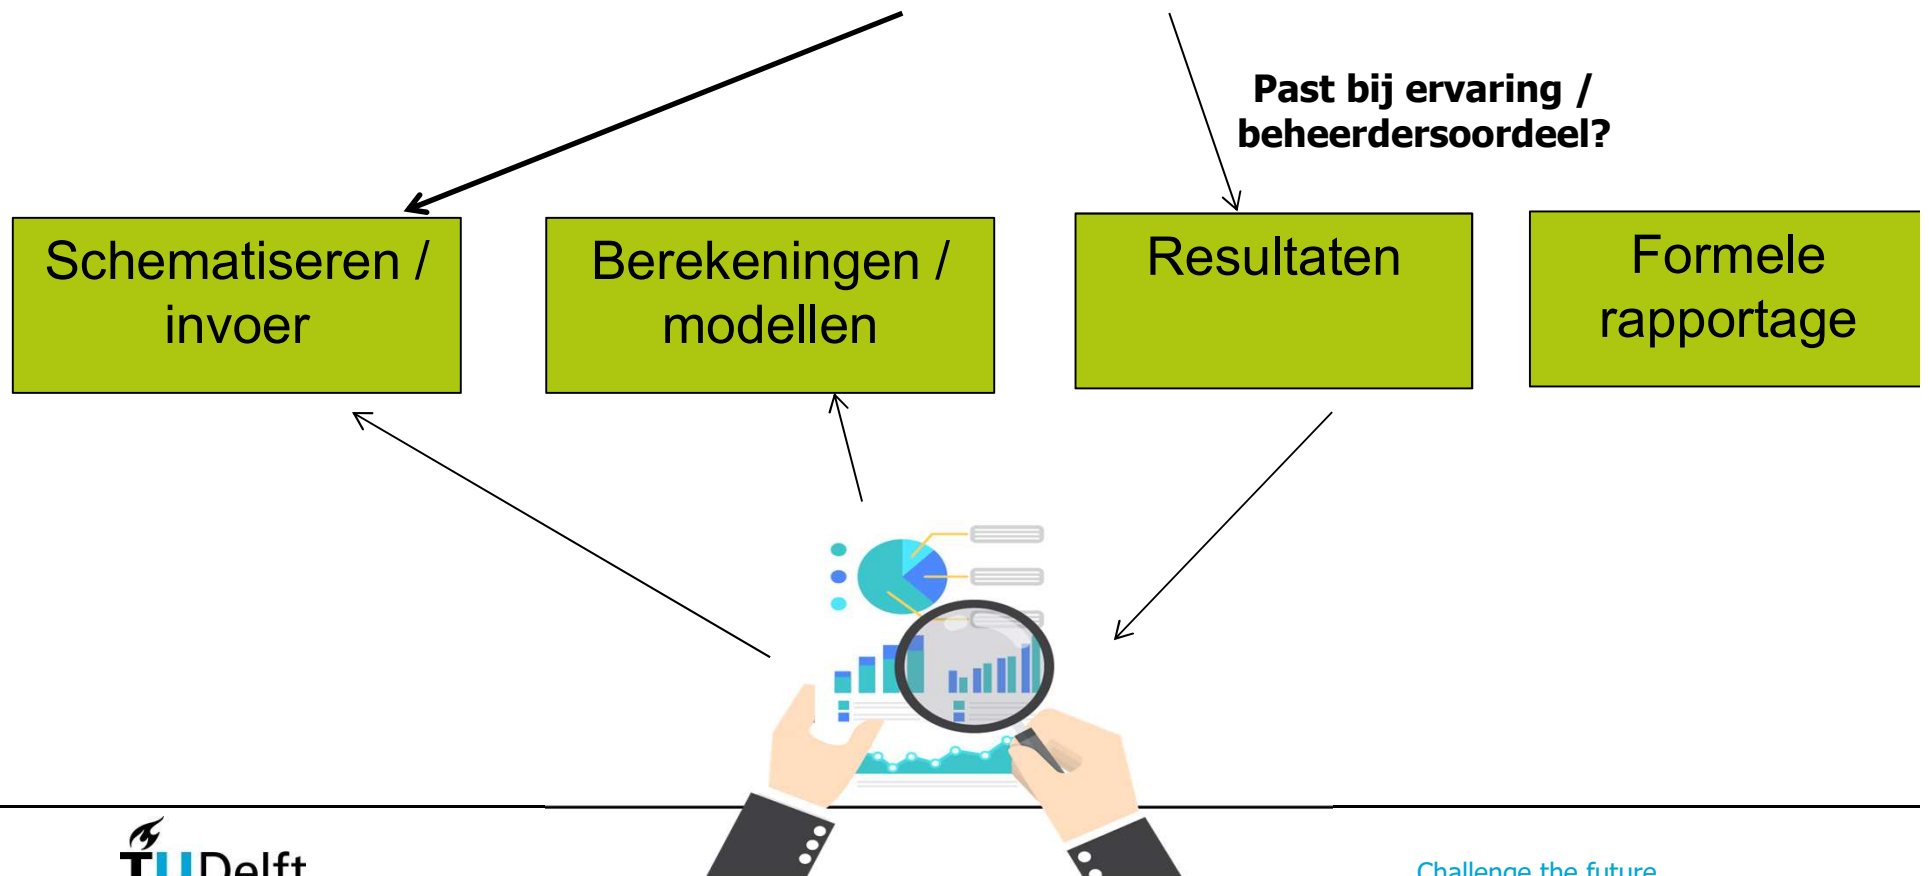 Past bij ervaring /
beheerdersoordeel?
Schematiseren /
invoer
Berekeningen /
modellen
Resultaten
Formele
rapportage
TUDelft
Challenge the future